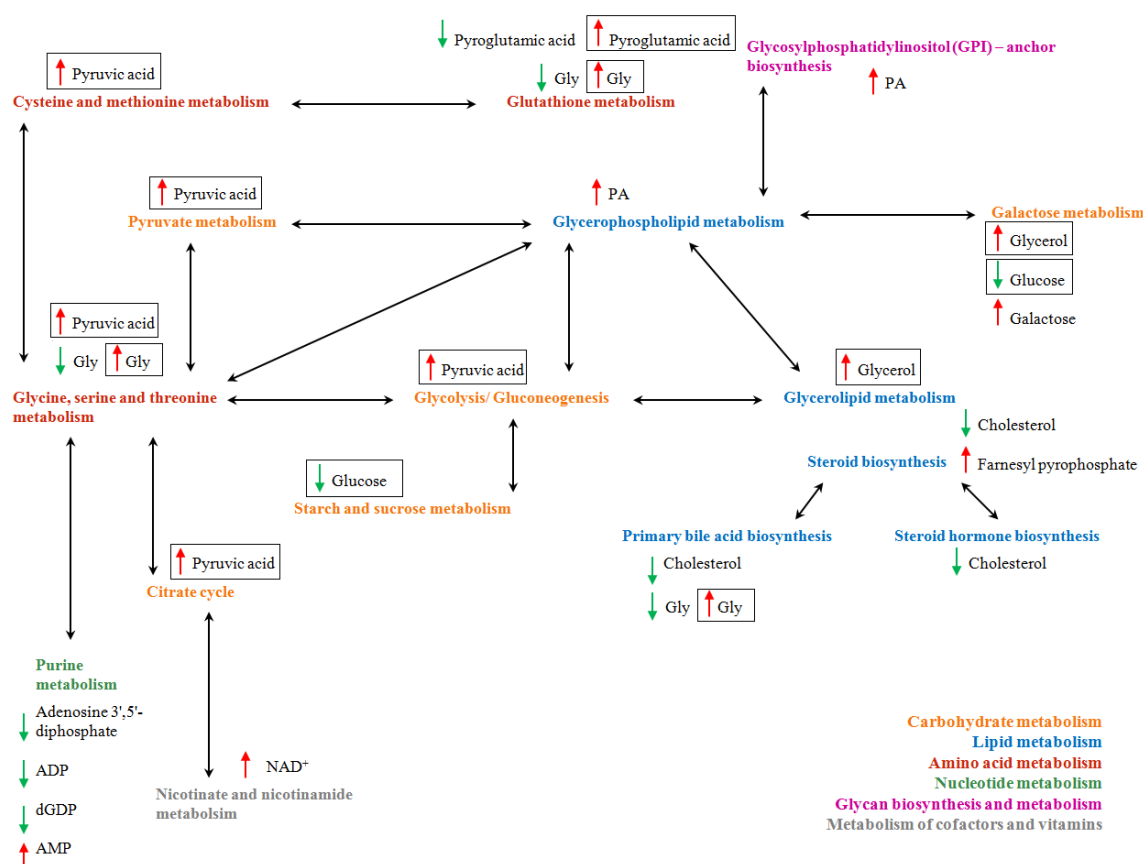 Pyroglutamic acid
Pyroglutamic acid
Glycosylphosphatidylinositol (GPI) – anchor
biosynthesis
PA
Pyruvic acid
Cysteine and methionine metabolism
Gly
Gly
Glutathione metabolism
Pyruvic acid
Pyruvate metabolism
PA
Glycerophospholipid metabolism
Galactose metabolism
Glycerol
Glucose
Galactose
Pyruvic acid
Gly
Gly
Glycine, serine and threonine
metabolism
Pyruvic acid
Glycolysis/ Gluconeogenesis
Glycerol
Glycerolipid metabolism
Cholesterol
Steroid biosynthesis
Farnesyl pyrophosphate
Glucose
Starch and sucrose metabolism
Primary bile acid biosynthesis
Cholesterol
Gly
Gly
Steroid hormone biosynthesis
Cholesterol
Pyruvic acid
Citrate cycle
Purine
metabolism
Adenosine 3',5'-
diphosphate
ADP
dGDP
AMP
NAD+
Nicotinate and nicotinamide
metabolsim
Carbohydrate metabolism
Lipid metabolism
Amino acid metabolism
Nucleotide metabolism
Glycan biosynthesis and metabolism
Metabolism of cofactors and vitamins